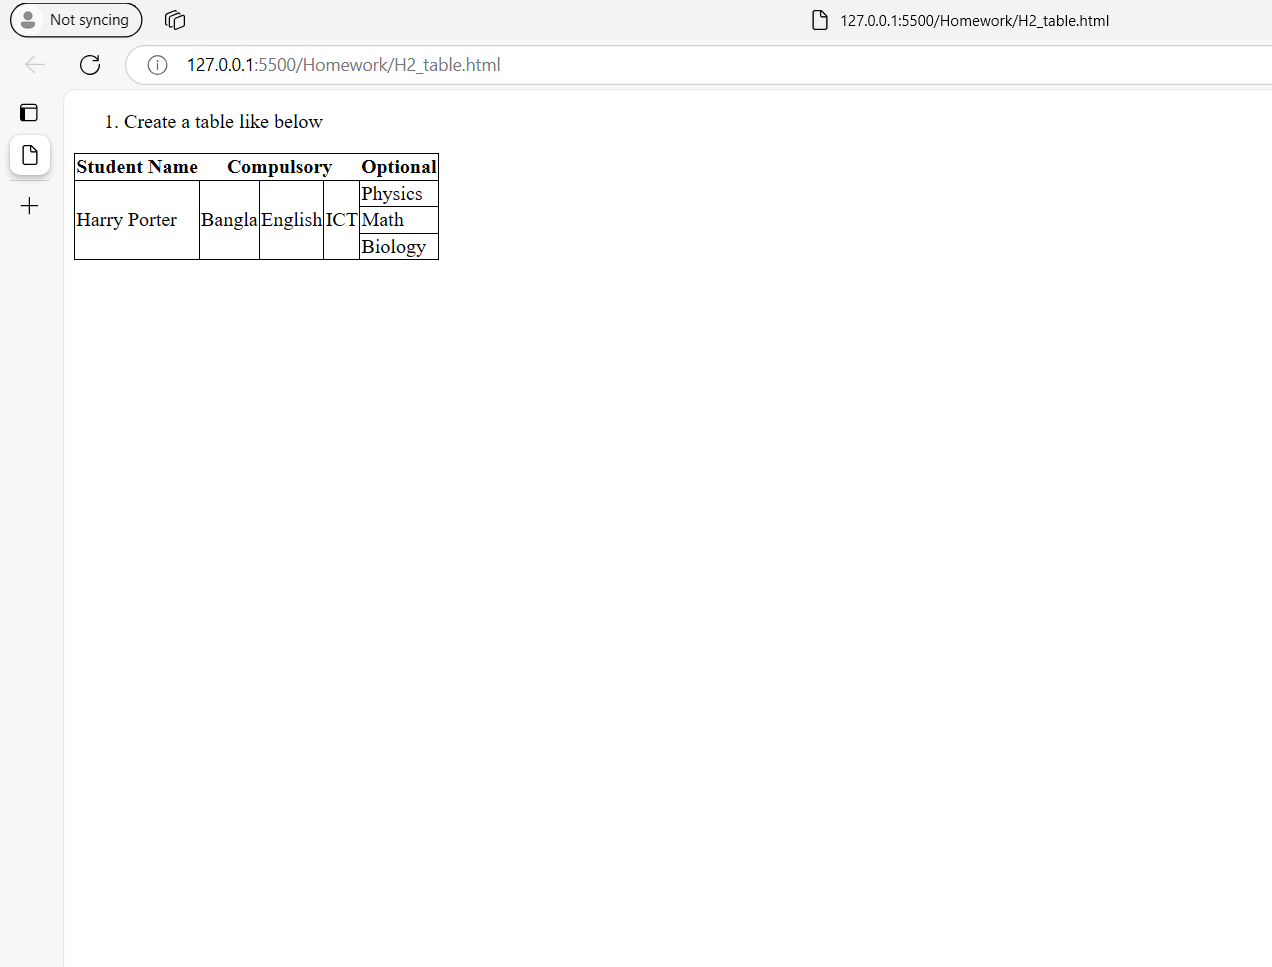 Not syncing
127.0.0.1:5500/Homework/H2_table.html
127.0.0.1:5500/Homework/H2_table.html
1. Create a table like below
Student Name Compulsory Optional
Physics
Harry Porter Bangla English ICT Math
Biology